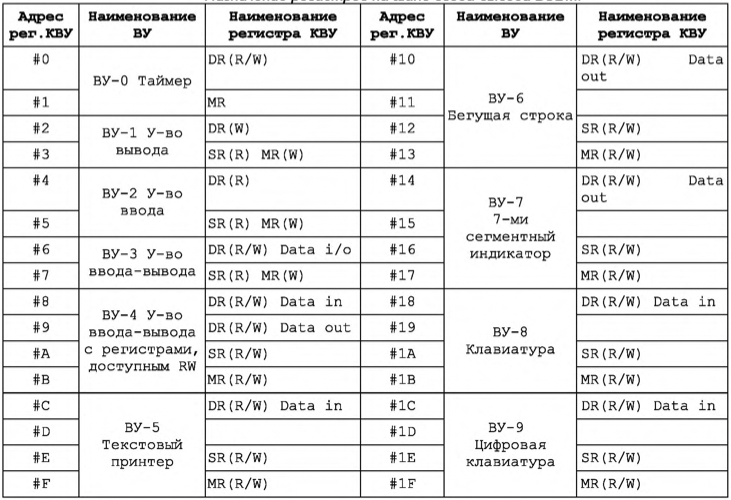 Адрес рег.КВУ | Наименование ВУ | Наименование регистра КВУ | Адрес рег.КВУ | Наименование ВУ | Наименование регистра КВУ
#0 | ВУ-0 Таймер | DR(R/W) | #10 | ВУ-6 Бегущая строка | DR(R/W) Data out
#1 | | MR | #11 | |
#2 | ВУ-1 У-во вывода | DR(W) | #12 | | SR(R/W)
#3 | | SR(R) MR(W) | #13 | | MR(R/W)
#4 | ВУ-2 У-во ввода | DR(R) | #14 | ВУ-7 7-ми сегментный индикатор | DR(R/W) Data out
#5 | | SR(R) MR(W) | #15 | |
#6 | ВУ-3 У-во ввода-вывода | DR(R/W) Data i/o | #16 | | SR(R/W)
#7 | | SR(R) MR(W) | #17 | | MR(R/W)
#8 | ВУ-4 У-во ввода-вывода с регистрами, доступным RW | DR(R/W) Data in | #18 | ВУ-8 Клавиатура | DR(R/W) Data in
#9 | | DR(R/W) Data out | #19 | |
#A | | SR(R/W) | #1A | | SR(R/W)
#B | | MR(R/W) | #1B | | MR(R/W)
#C | ВУ-5 Текстовый принтер | DR(R/W) Data in | #1C | ВУ-9 Цифровая клавиатура | DR(R/W) Data in
#D | | | #1D | |
#E | | SR(R/W) | #1E | | SR(R/W)
#F | | MR(R/W) | #1F | | MR(R/W)